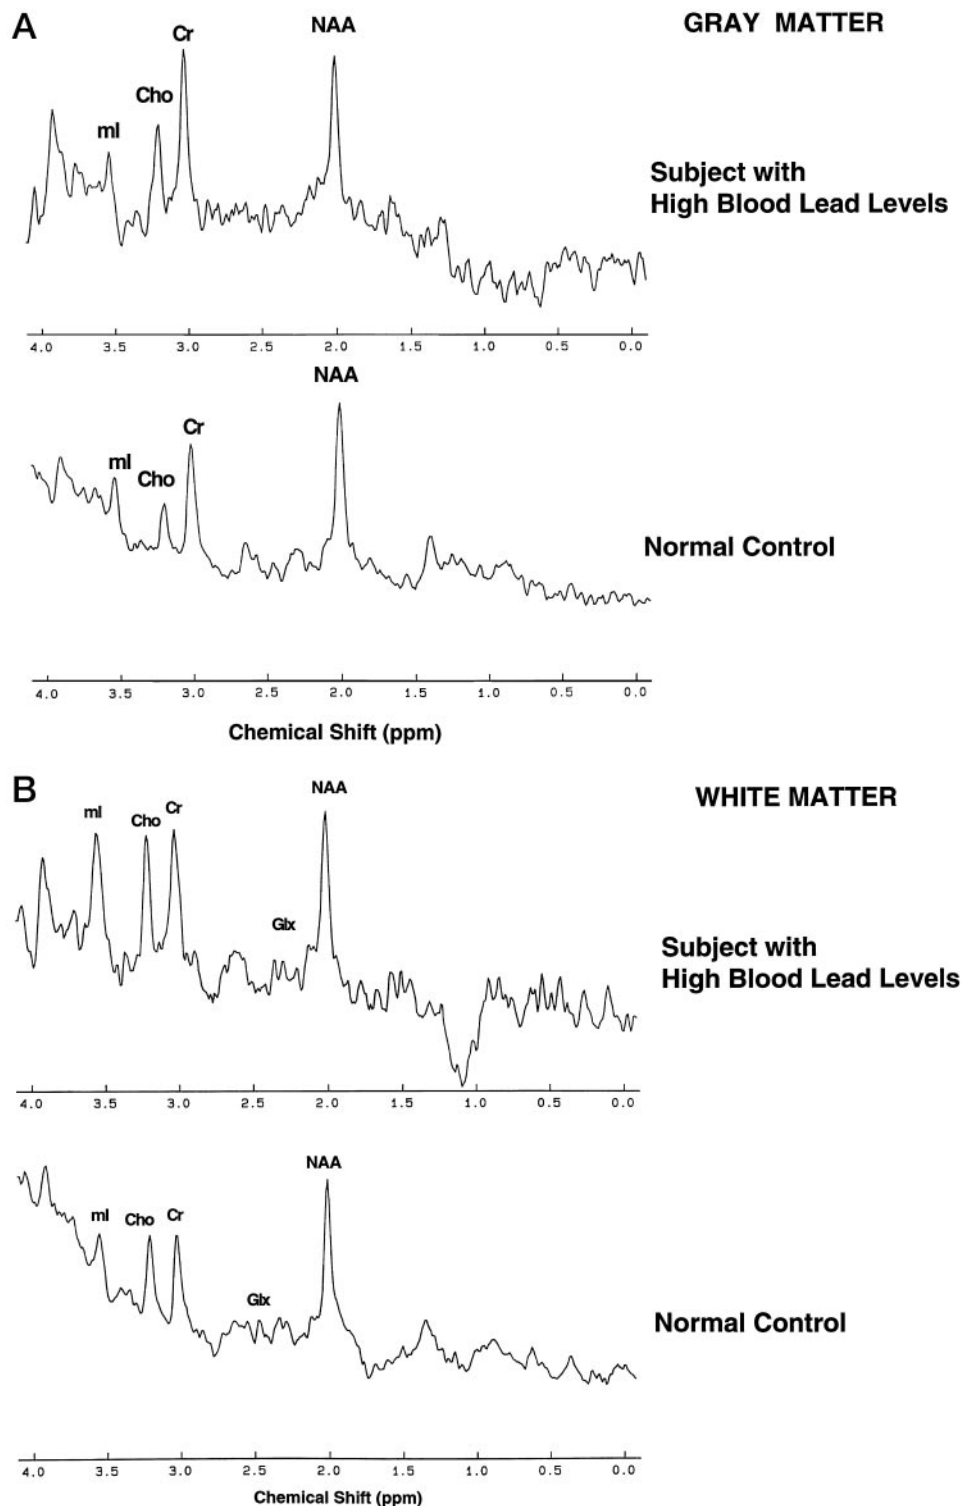 A
GRAY MATTER
Cr
NAA
Cho
mI
Subject with
High Blood Lead Levels
4.0 3.5 3.0 2.5 2.0 1.5 1.0 0.5 0.0
NAA
Cr
mI
Cho
Normal Control
4.0 3.5 3.0 2.5 2.0 1.5 1.0 0.5 0.0
Chemical Shift (ppm)
B
WHITE MATTER
NAA
mI
Cho
Cr
Glx
Subject with
High Blood Lead Levels
4.0 3.5 3.0 2.5 2.0 1.5 1.0 0.5 0.0
NAA
mI
Cho
Cr
Glx
Normal Control
4.0 3.5 3.0 2.5 2.0 1.5 1.0 0.5 0.0
Chemical Shift (ppm)